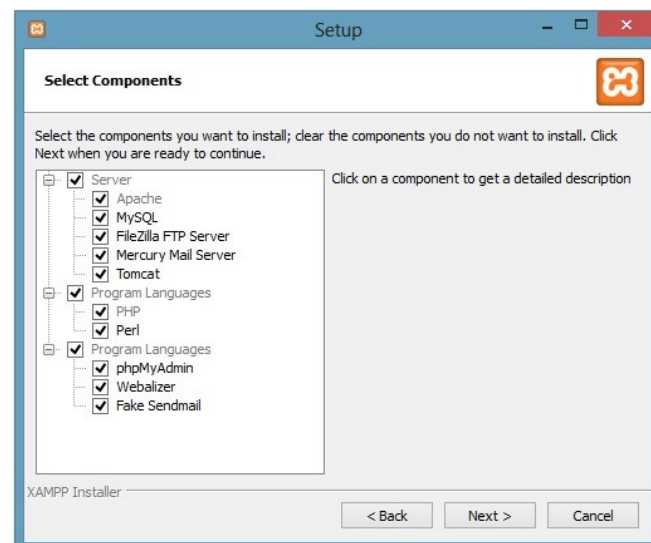 Setup
Select Components
Select the components you want to install; clear the components you do not want to install. Click
Next when you are ready to continue.
Server
Apache
MySQL
FileZilla FTP Server
Mercury Mail Server
Tomcat
Program Languages
PHP
Perl
Program Languages
phpMyAdmin
Webalizer
Fake Sendmail
Click on a component to get a detailed description
XAMPP Installer
< Back
Next >
Cancel